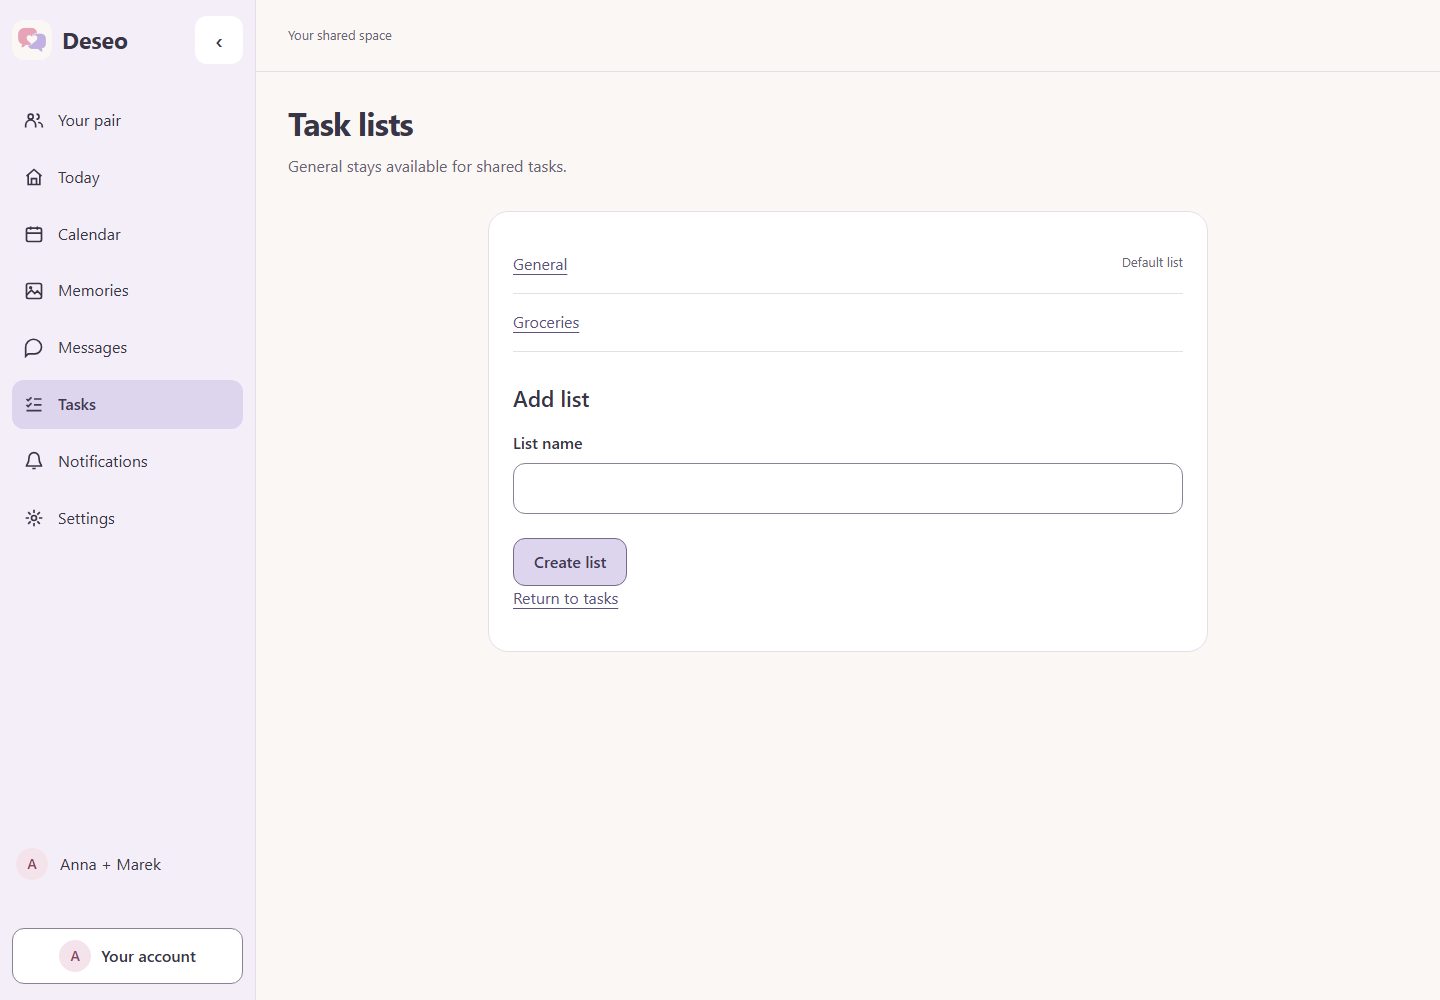 Deseo
‹
Your pair
Today
Calendar
Memories
Messages
Tasks
Notifications
Settings
A Anna + Marek
A Your account
Your shared space
Task lists
General stays available for shared tasks.
General Default list
Groceries
Add list
List name
Create list
Return to tasks